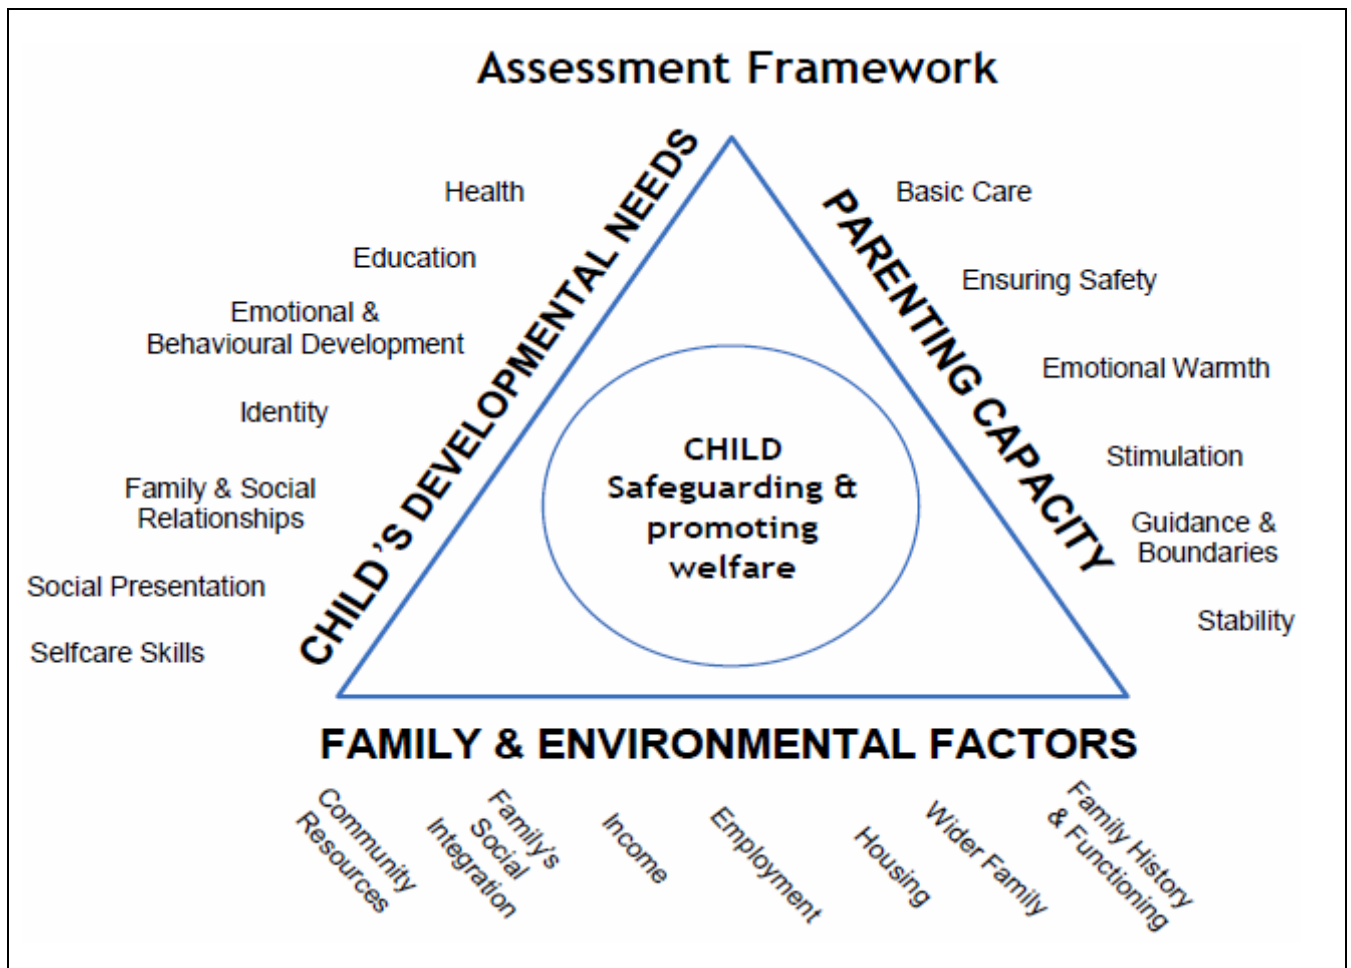 Assessment Framework
CHILD'S DEVELOPMENTAL NEEDS
Health
Education
Emotional &
Behavioural Development
Identity
Family & Social
Relationships
Social Presentation
Selfcare Skills
PARENTING CAPACITY
Basic Care
Ensuring Safety
Emotional Warmth
Stimulation
Guidance &
Boundaries
Stability
CHILD
Safeguarding &
promoting
welfare
FAMILY & ENVIRONMENTAL FACTORS
Community
Resources
Family's
Social
Integration
Income
Employment
Housing
Wider Family
Family History
& Functioning